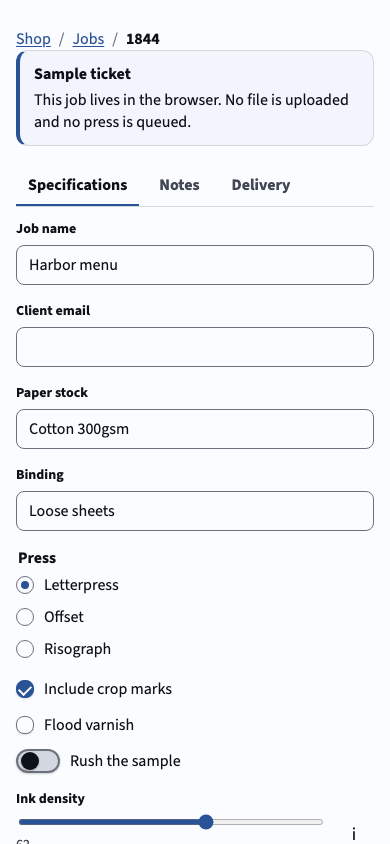 Shop / Jobs / 1844
Sample ticket
This job lives in the browser. No file is uploaded
and no press is queued.
Specifications Notes Delivery
Job name
Harbor menu
Client email
Paper stock
Cotton 300gsm
Binding
Loose sheets
Press
Letterpress
Offset
Risograph
Include crop marks
Flood varnish
Rush the sample
Ink density
i